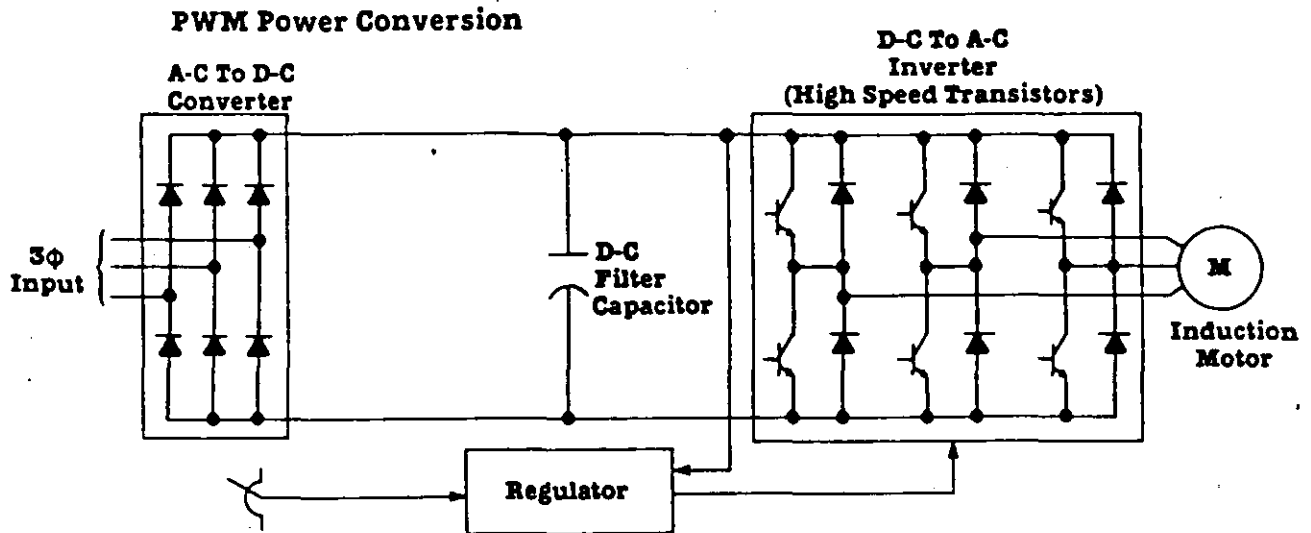 PWM Power Conversion
A-C To D-C
Converter
D-C To A-C
Inverter
(High Speed Transistors)
3ϕ
Input
D-C
Filter
Capacitor
M
Induction
Motor
Regulator